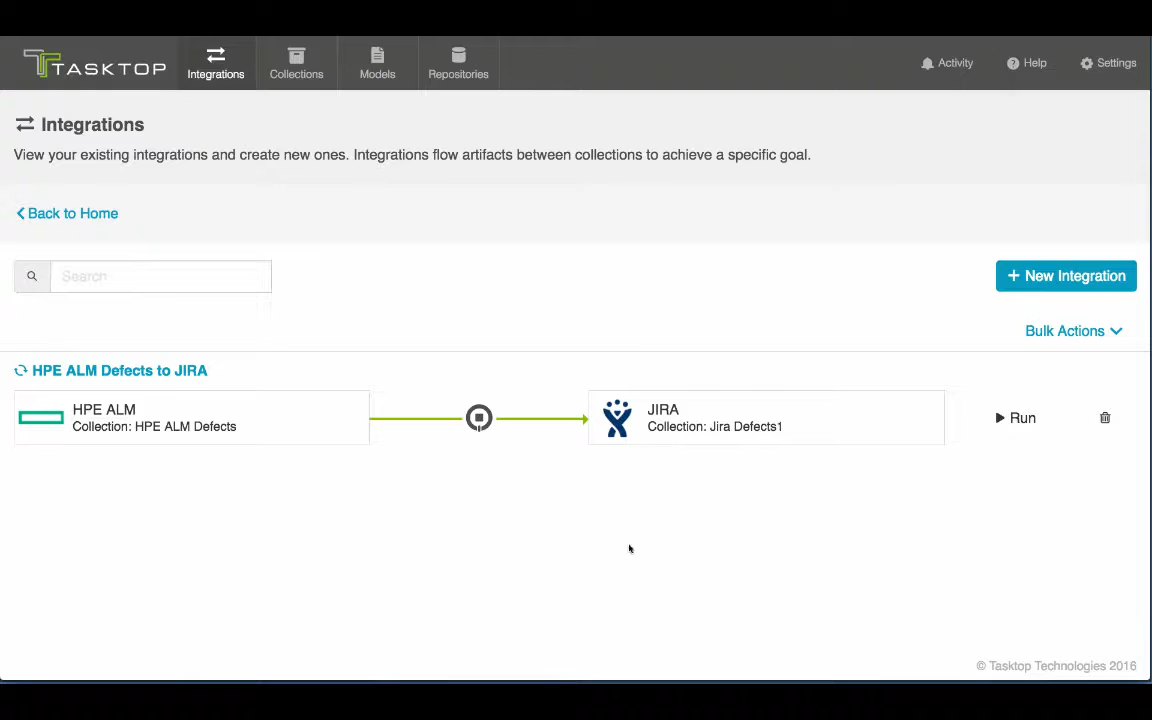 TASKTOP
Integrations
Collections
Models
Repositories
Activity
Help
Settings
Integrations
View your existing integrations and create new ones. Integrations flow artifacts between collections to achieve a specific goal.
Back to Home
Search
+ New Integration
Bulk Actions
HPE ALM Defects to JIRA
HPE ALM
Collection: HPE ALM Defects
JIRA
Collection: Jira Defects1
Run
© Tasktop Technologies 2016